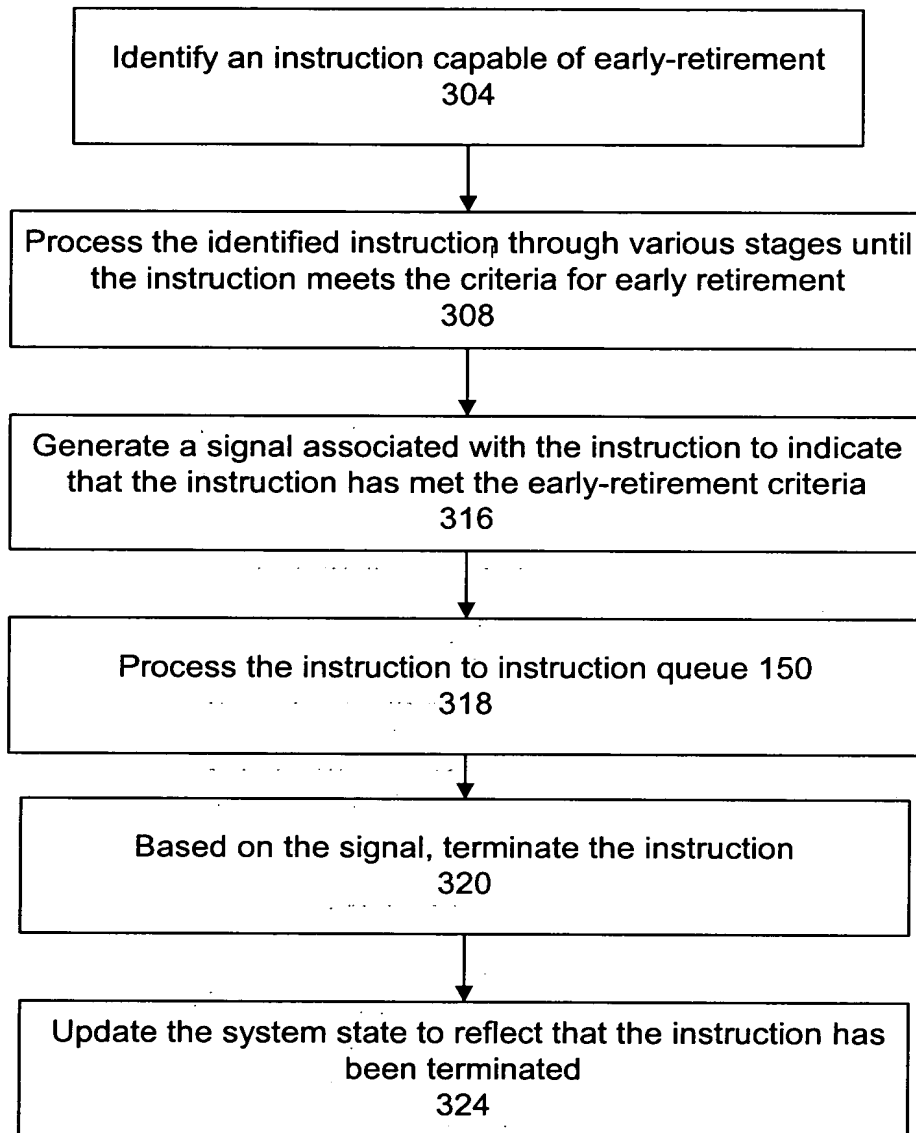 Identify an instruction capable of early-retirement
304
Process the identified instruction through various stages until
the instruction meets the criteria for early retirement
308
Generate a signal associated with the instruction to indicate
that the instruction has met the early-retirement criteria
316
Process the instruction to instruction queue 150
318
Based on the signal, terminate the instruction
320
Update the system state to reflect that the instruction has
been terminated
324